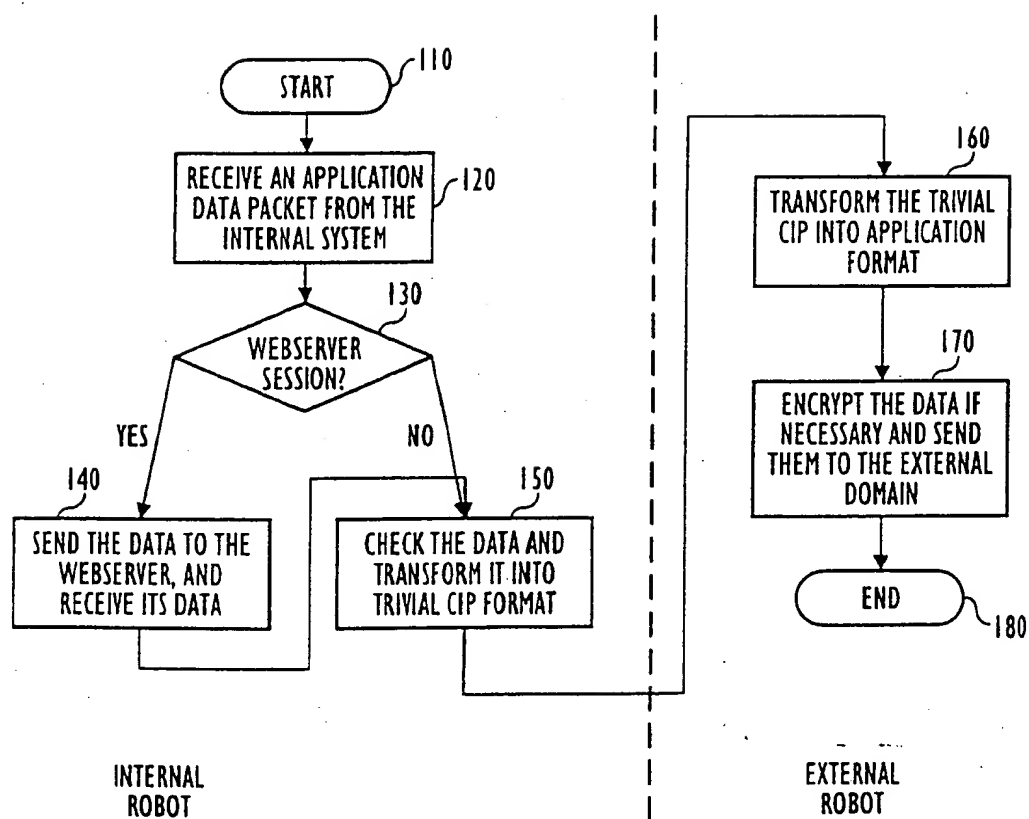 START
110
RECEIVE AN APPLICATION
DATA PACKET FROM THE
INTERNAL SYSTEM
120
130
WEBSERVER
SESSION?
YES
NO
140
SEND THE DATA TO THE
WEBSERVER, AND
RECEIVE ITS DATA
150
CHECK THE DATA AND
TRANSFORM IT INTO
TRIVIAL CIP FORMAT
160
TRANSFORM THE TRIVIAL
CIP INTO APPLICATION
FORMAT
170
ENCRYPT THE DATA IF
NECESSARY AND SEND
THEM TO THE EXTERNAL
DOMAIN
END
180
INTERNAL
ROBOT
EXTERNAL
ROBOT